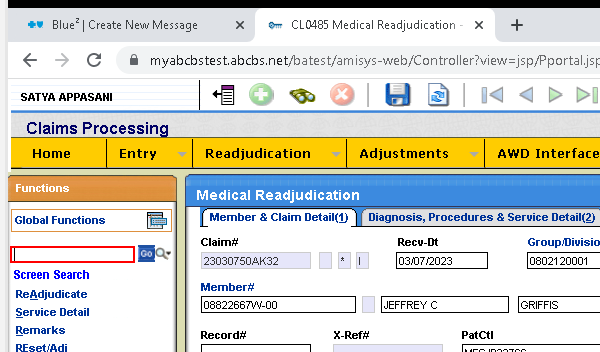 Blue² | Create New Message
CL0485 Medical Readjudication -
myabcbstest.abcbs.net/batest/amisys-web/Controller?view=jsp/Pportal.jsp
SATYA APPASANI
Claims Processing
Home Entry Readjudication Adjustments AWD Interface
Functions
Global Functions
Go
Screen Search
ReAdjudicate
Service Detail
Remarks
REset/Adj
Medical Readjudication
Member & Claim Detail(1) Diagnosis, Procedures & Service Detail(2)
Claim# Recv-Dt Group/Divisio
23030750AK32 * I 03/07/2023 0802120001
Member#
08822667W-00 JEFFREY C GRIFFIS
Record# X-Ref# PatCtl